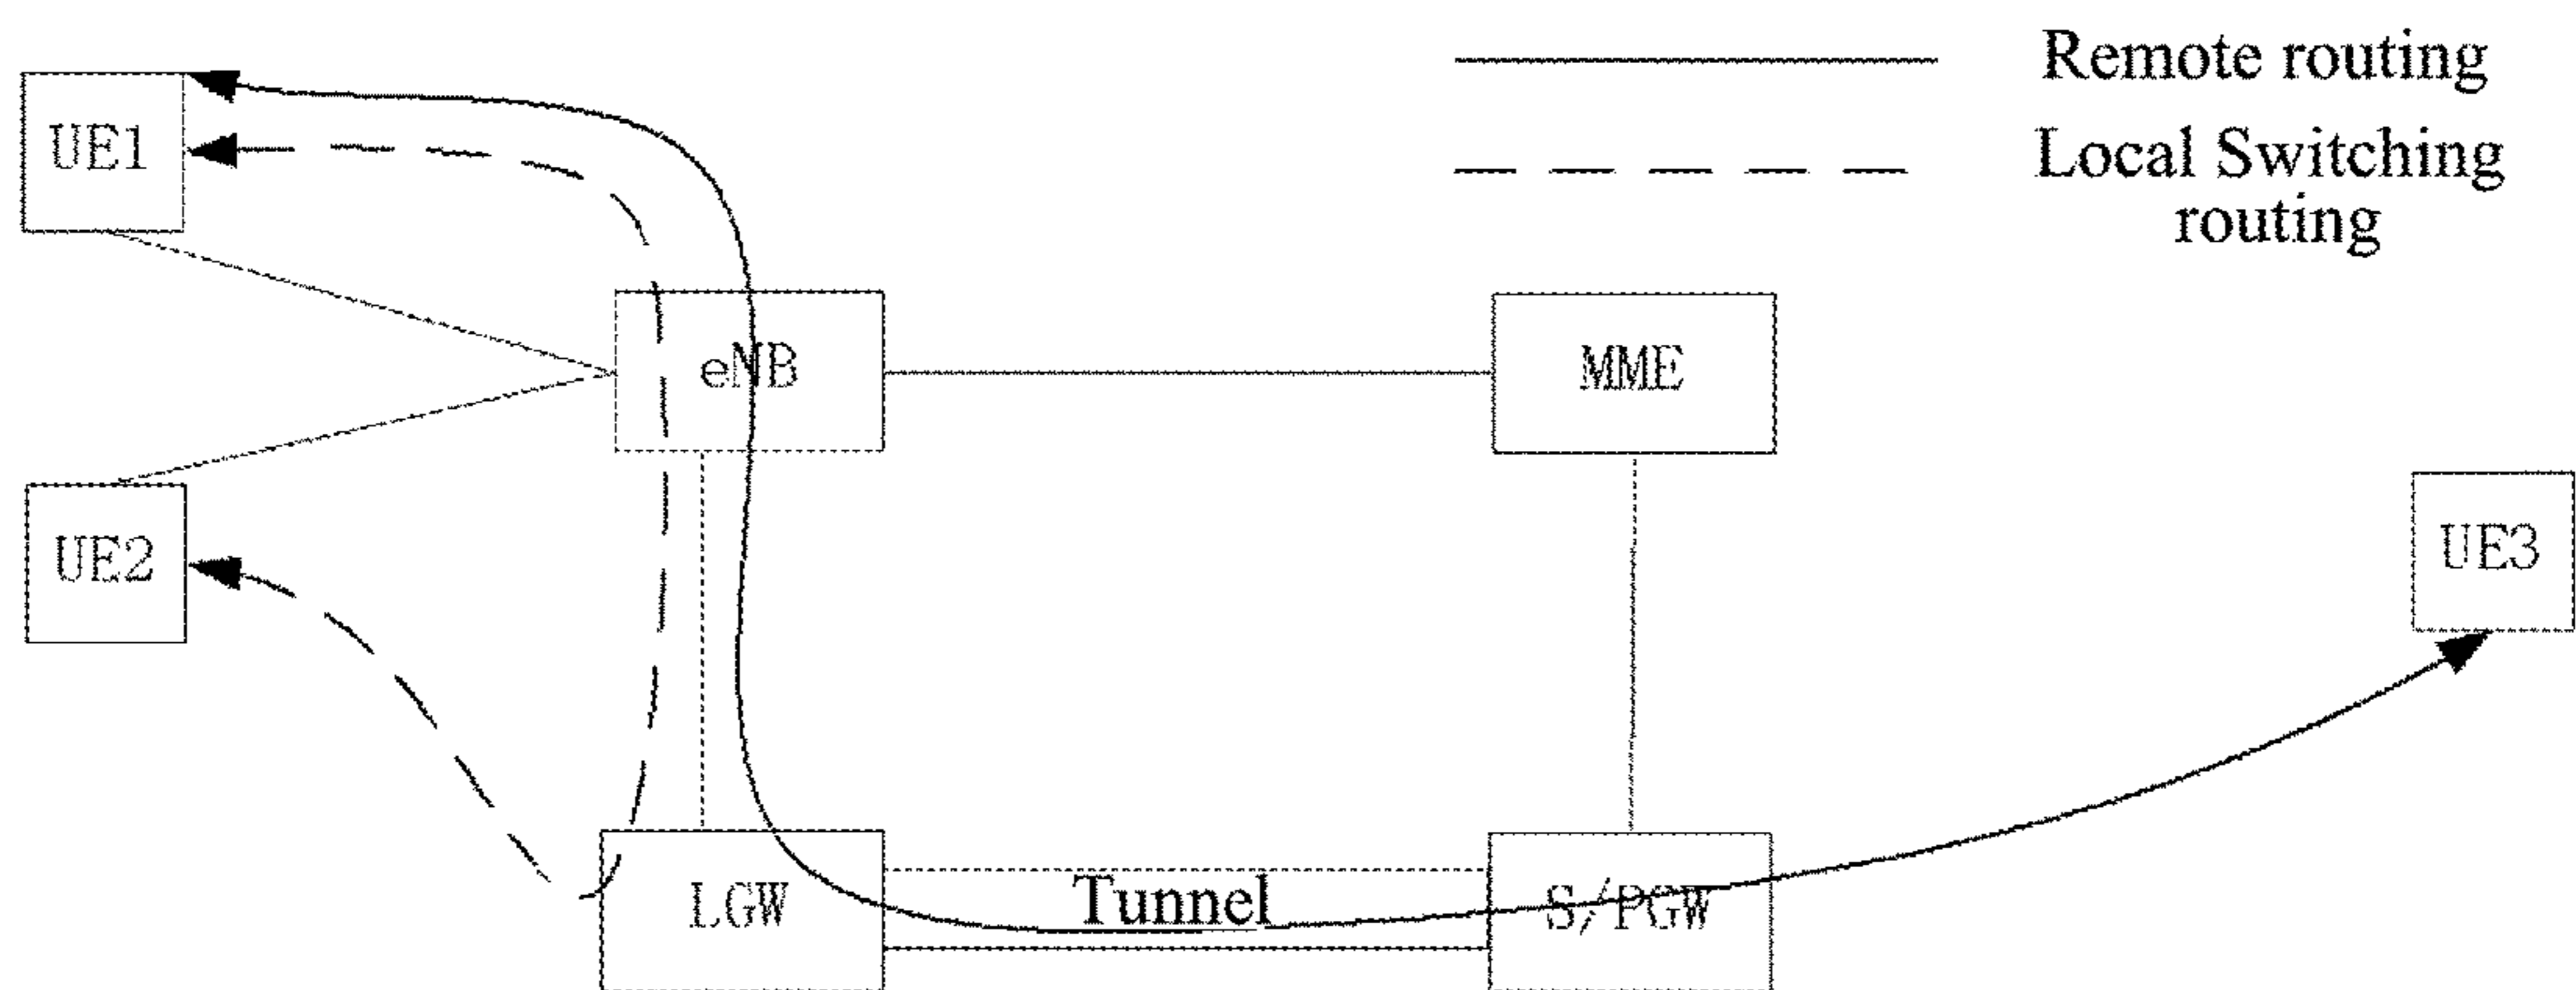 Remote routing
UE1
Local Switching
routing
eNB
MME
UE2
UE3
LGW
Tunnel
S/PGW